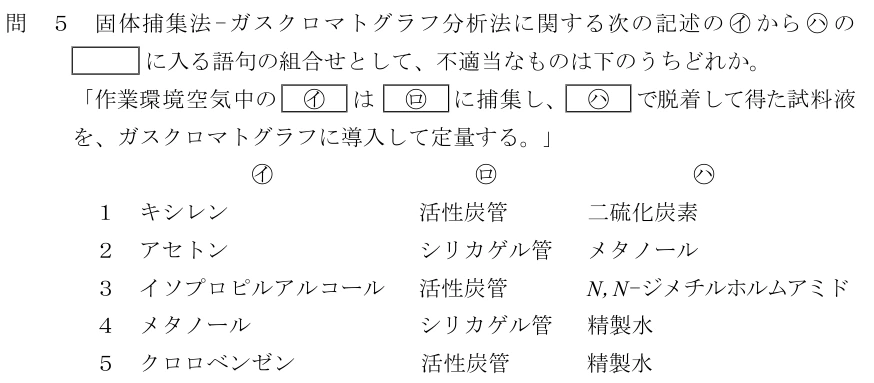 問　5　固体捕集法－ガスクロマトグラフ分析法に関する次の記述の㋑から㋩の
　　　に入る語句の組合せとして、不適当なものは下のうちどれか。
「作業環境空気中の ㋑ は ㋺ に捕集し、 ㋩ で脱着して得た試料液
を、ガスクロマトグラフに導入して定量する。」
㋑　㋺　㋩
1　キシレン　活性炭管　二硫化炭素
2　アセトン　シリカゲル管　メタノール
3　イソプロピルアルコール　活性炭管　N, N−ジメチルホルムアミド
4　メタノール　シリカゲル管　精製水
5　クロロベンゼン　活性炭管　精製水